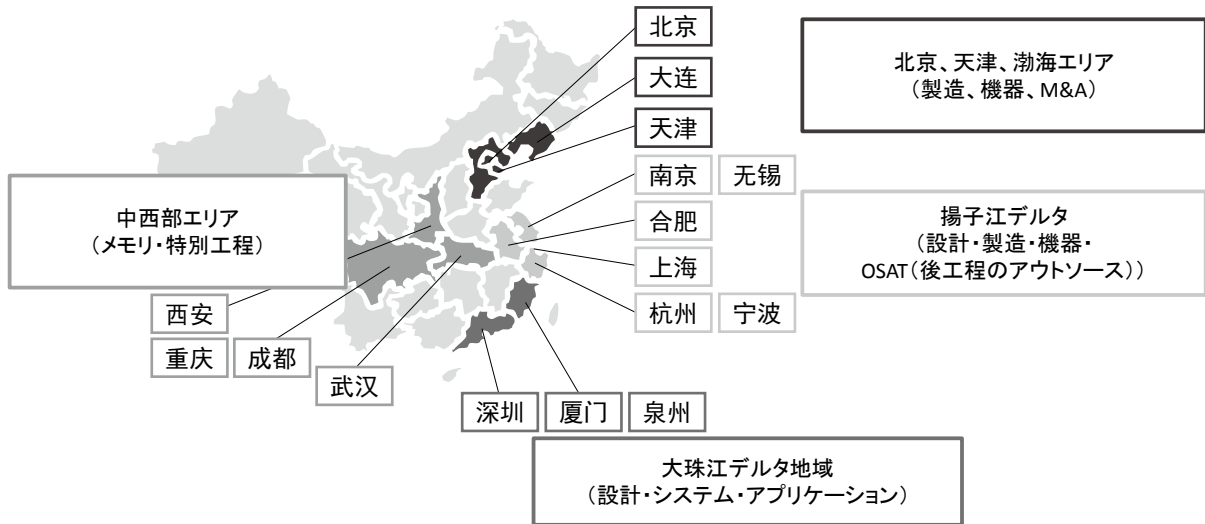 北京
大连
天津
北京、天津、渤海エリア
（製造、機器、M&A）
南京
无锡
合肥
上海
杭州
宁波
揚子江デルタ
（設計・製造・機器・
OSAT（後工程のアウトソース））
中西部エリア
（メモリ・特別工程）
西安
重庆
成都
武汉
深圳
厦门
泉州
大珠江デルタ地域
（設計・システム・アプリケーション）